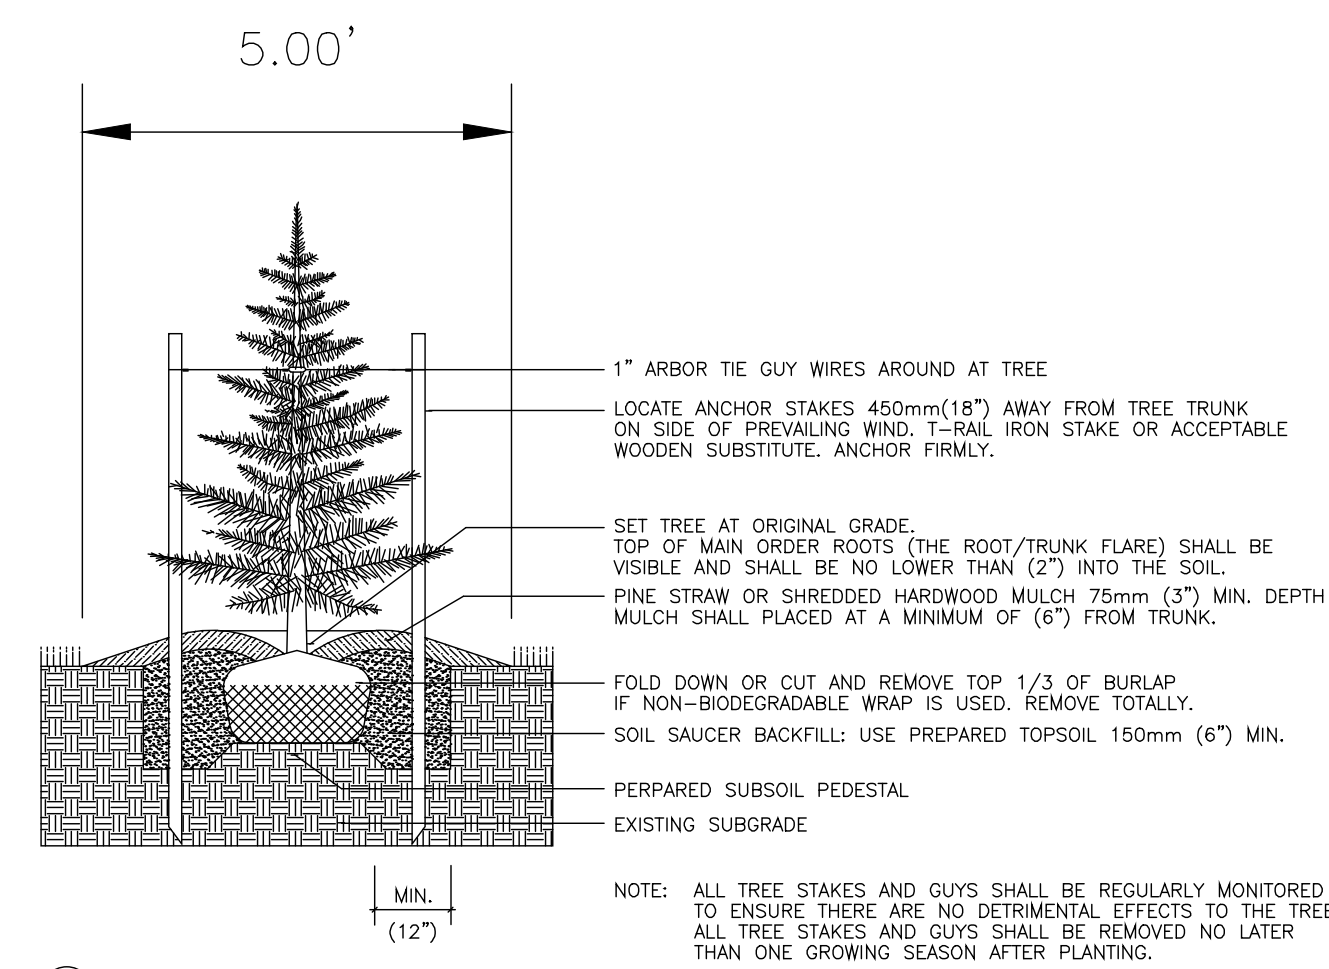 5.00'
1" ARBOR TIE GUY WIRES AROUND AT TREE
LOCATE ANCHOR STAKES 450mm(18") AWAY FROM TREE TRUNK
ON SIDE OF PREVAILING WIND. T-RAIL IRON STAKE OR ACCEPTABLE
WOODEN SUBSTITUTE. ANCHOR FIRMLY.
SET TREE AT ORIGINAL GRADE.
TOP OF MAIN ORDER ROOTS (THE ROOT/TRUNK FLARE) SHALL BE
VISIBLE AND SHALL BE NO LOWER THAN (2") INTO THE SOIL.
PINE STRAW OR SHREDDED HARDWOOD MULCH 75mm (3") MIN. DEPTH
MULCH SHALL PLACED AT A MINIMUM OF (6") FROM TRUNK.
FOLD DOWN OR CUT AND REMOVE TOP 1/3 OF BURLAP
IF NON-BIODEGRADABLE WRAP IS USED. REMOVE TOTALLY.
SOIL SAUCER BACKFILL: USE PREPARED TOPSOIL 150mm (6") MIN.
PERPARED SUBSOIL PEDESTAL
EXISTING SUBGRADE
MIN.
(12")
NOTE: ALL TREE STAKES AND GUYS SHALL BE REGULARLY MONITORED
TO ENSURE THERE ARE NO DETRIMENTAL EFFECTS TO THE TREE
ALL TREE STAKES AND GUYS SHALL BE REMOVED NO LATER
THAN ONE GROWING SEASON AFTER PLANTING.